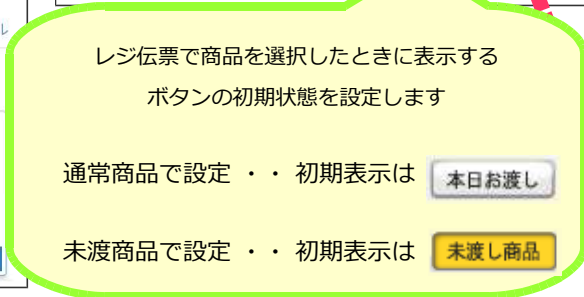 ル
レジ伝票で商品を選択したときに表示する
ボタンの初期状態を設定します
通常商品で設定 ・・ 初期表示は 本日お渡し
未渡商品で設定 ・・ 初期表示は 未渡し商品